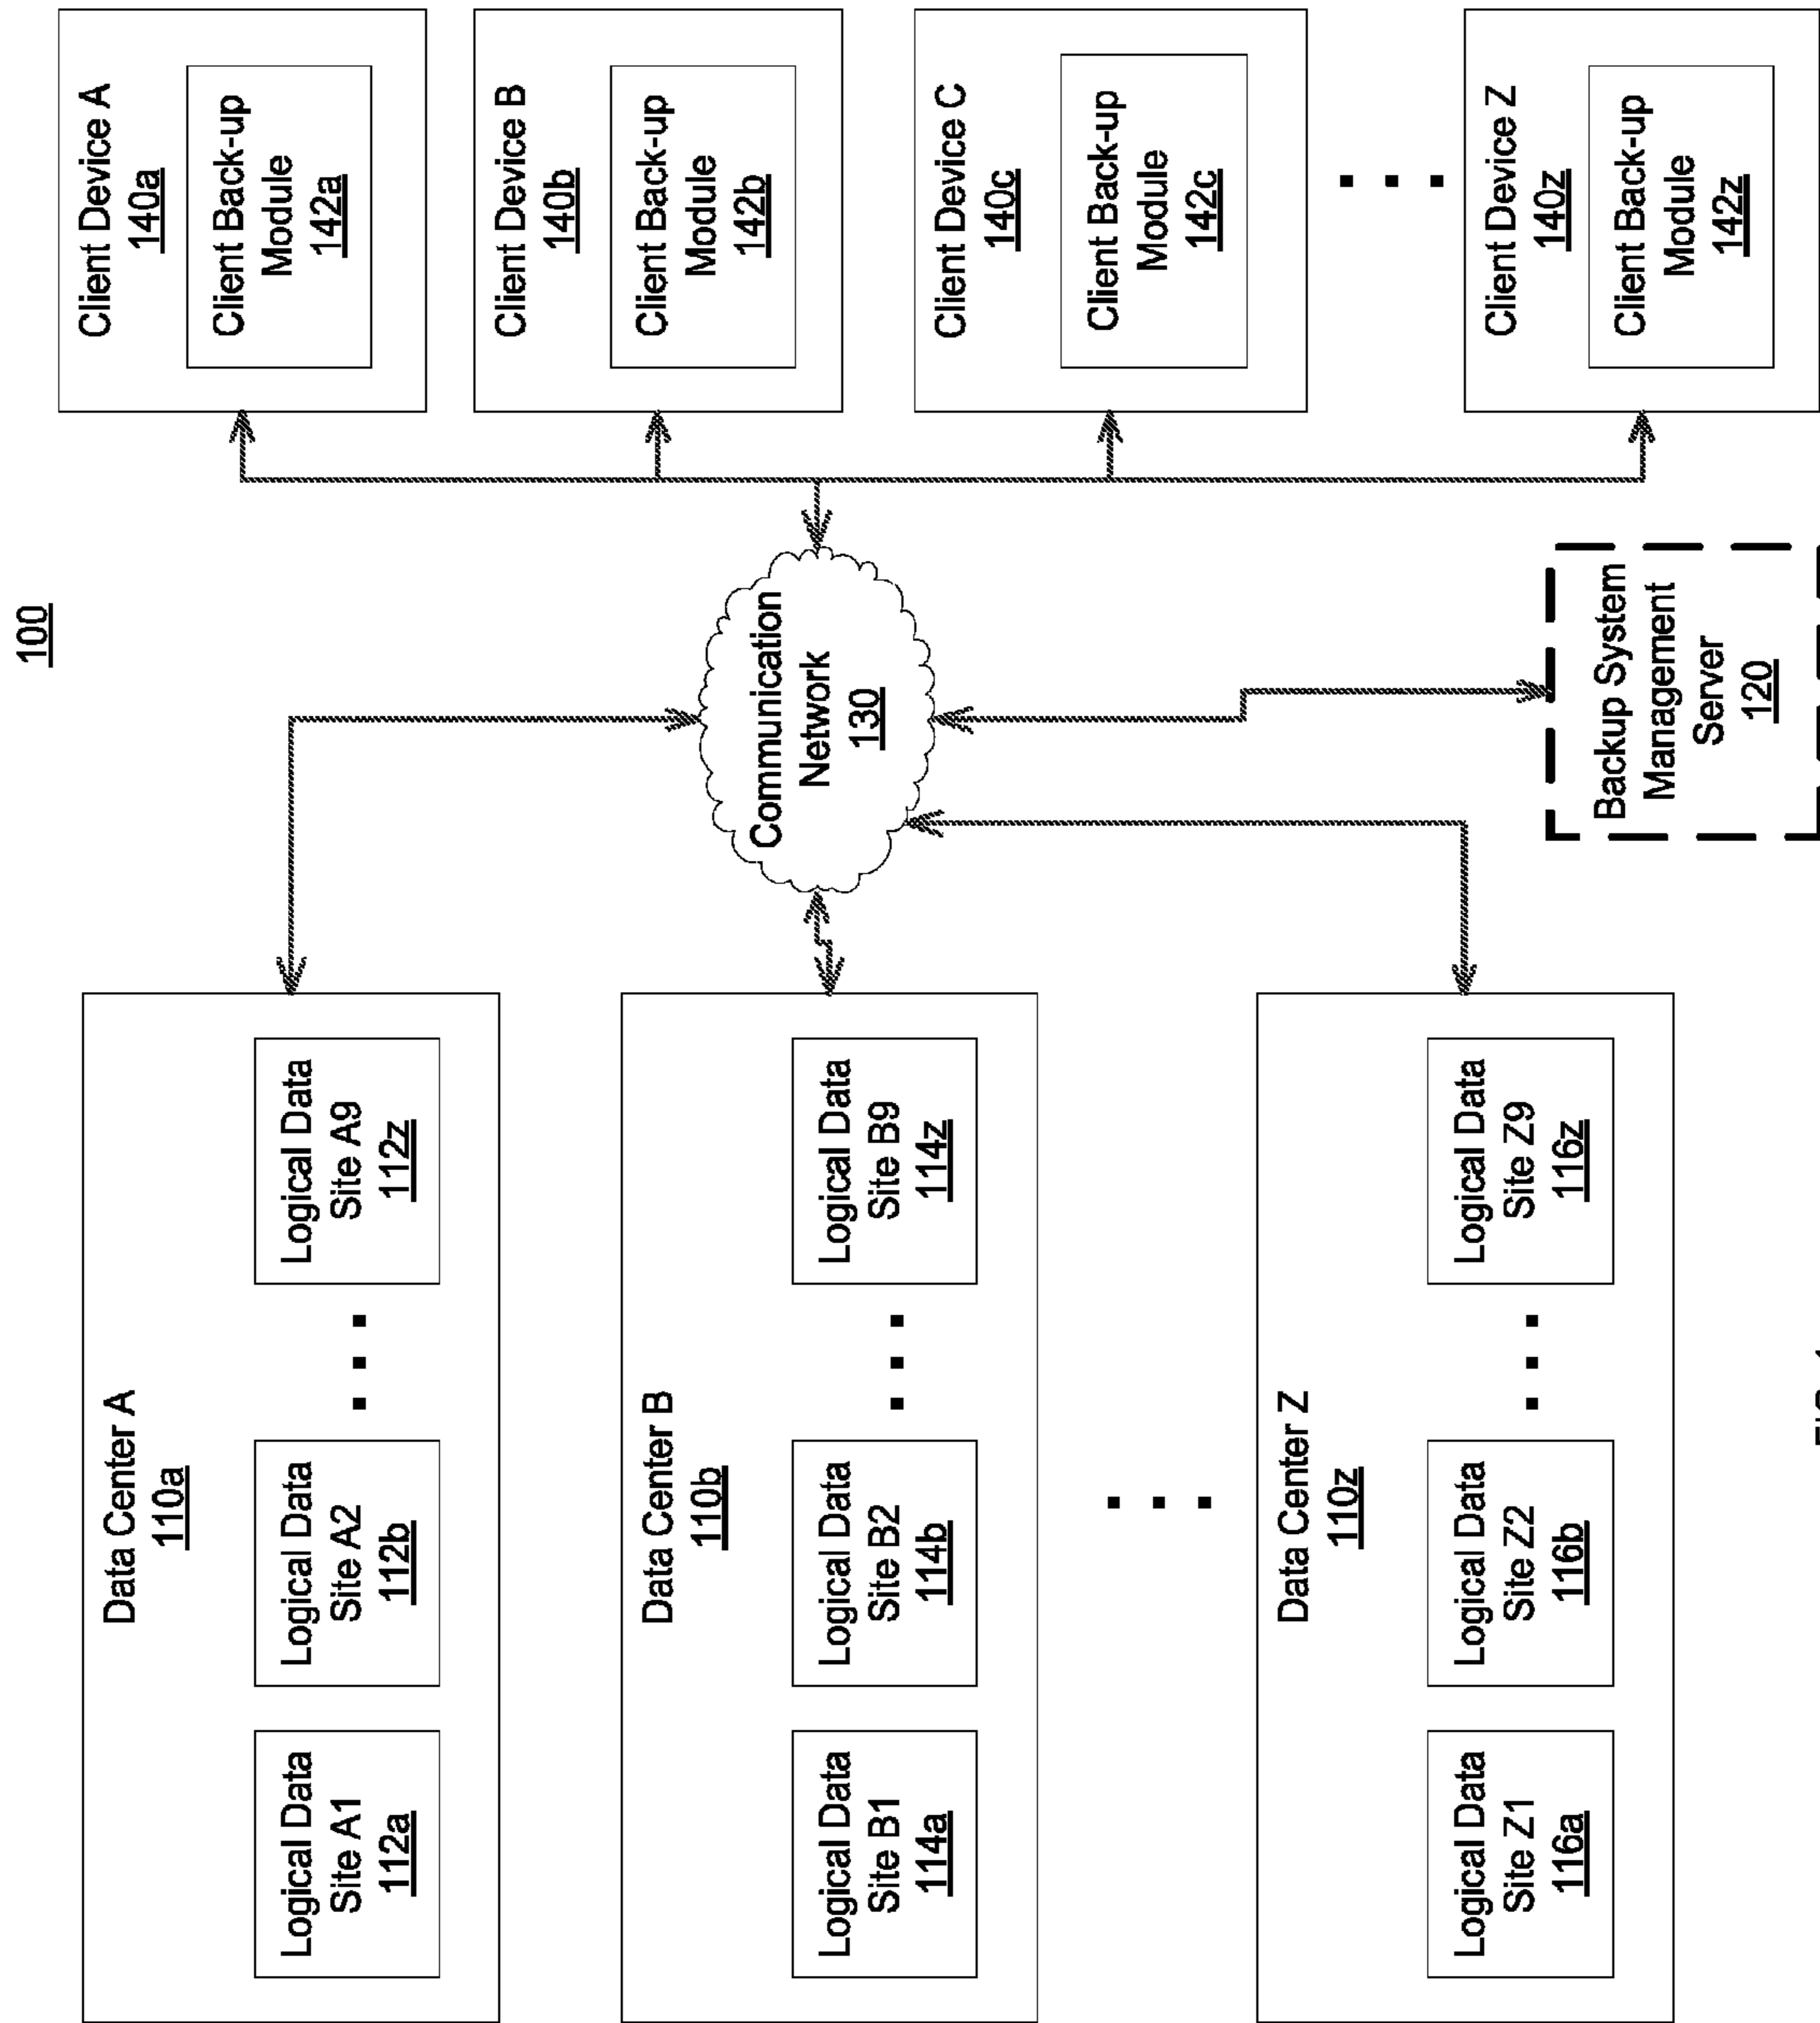 100
Data Center A
110a
Logical Data
Site A1
112a
Logical Data
Site A2
112b
. . .
Logical Data
Site A9
112z
Data Center B
110b
Logical Data
Site B1
114a
Logical Data
Site B2
114b
. . .
Logical Data
Site B9
114z
. . .
Data Center Z
110z
Logical Data
Site Z1
116a
Logical Data
Site Z2
116b
. . .
Logical Data
Site Z9
116z
Communication
Network
130
Backup System
Management
Server
120
Client Device A
140a
Client Back-up
Module
142a
Client Device B
140b
Client Back-up
Module
142b
Client Device C
140c
Client Back-up
Module
142c
. . .
Client Device Z
140z
Client Back-up
Module
142z